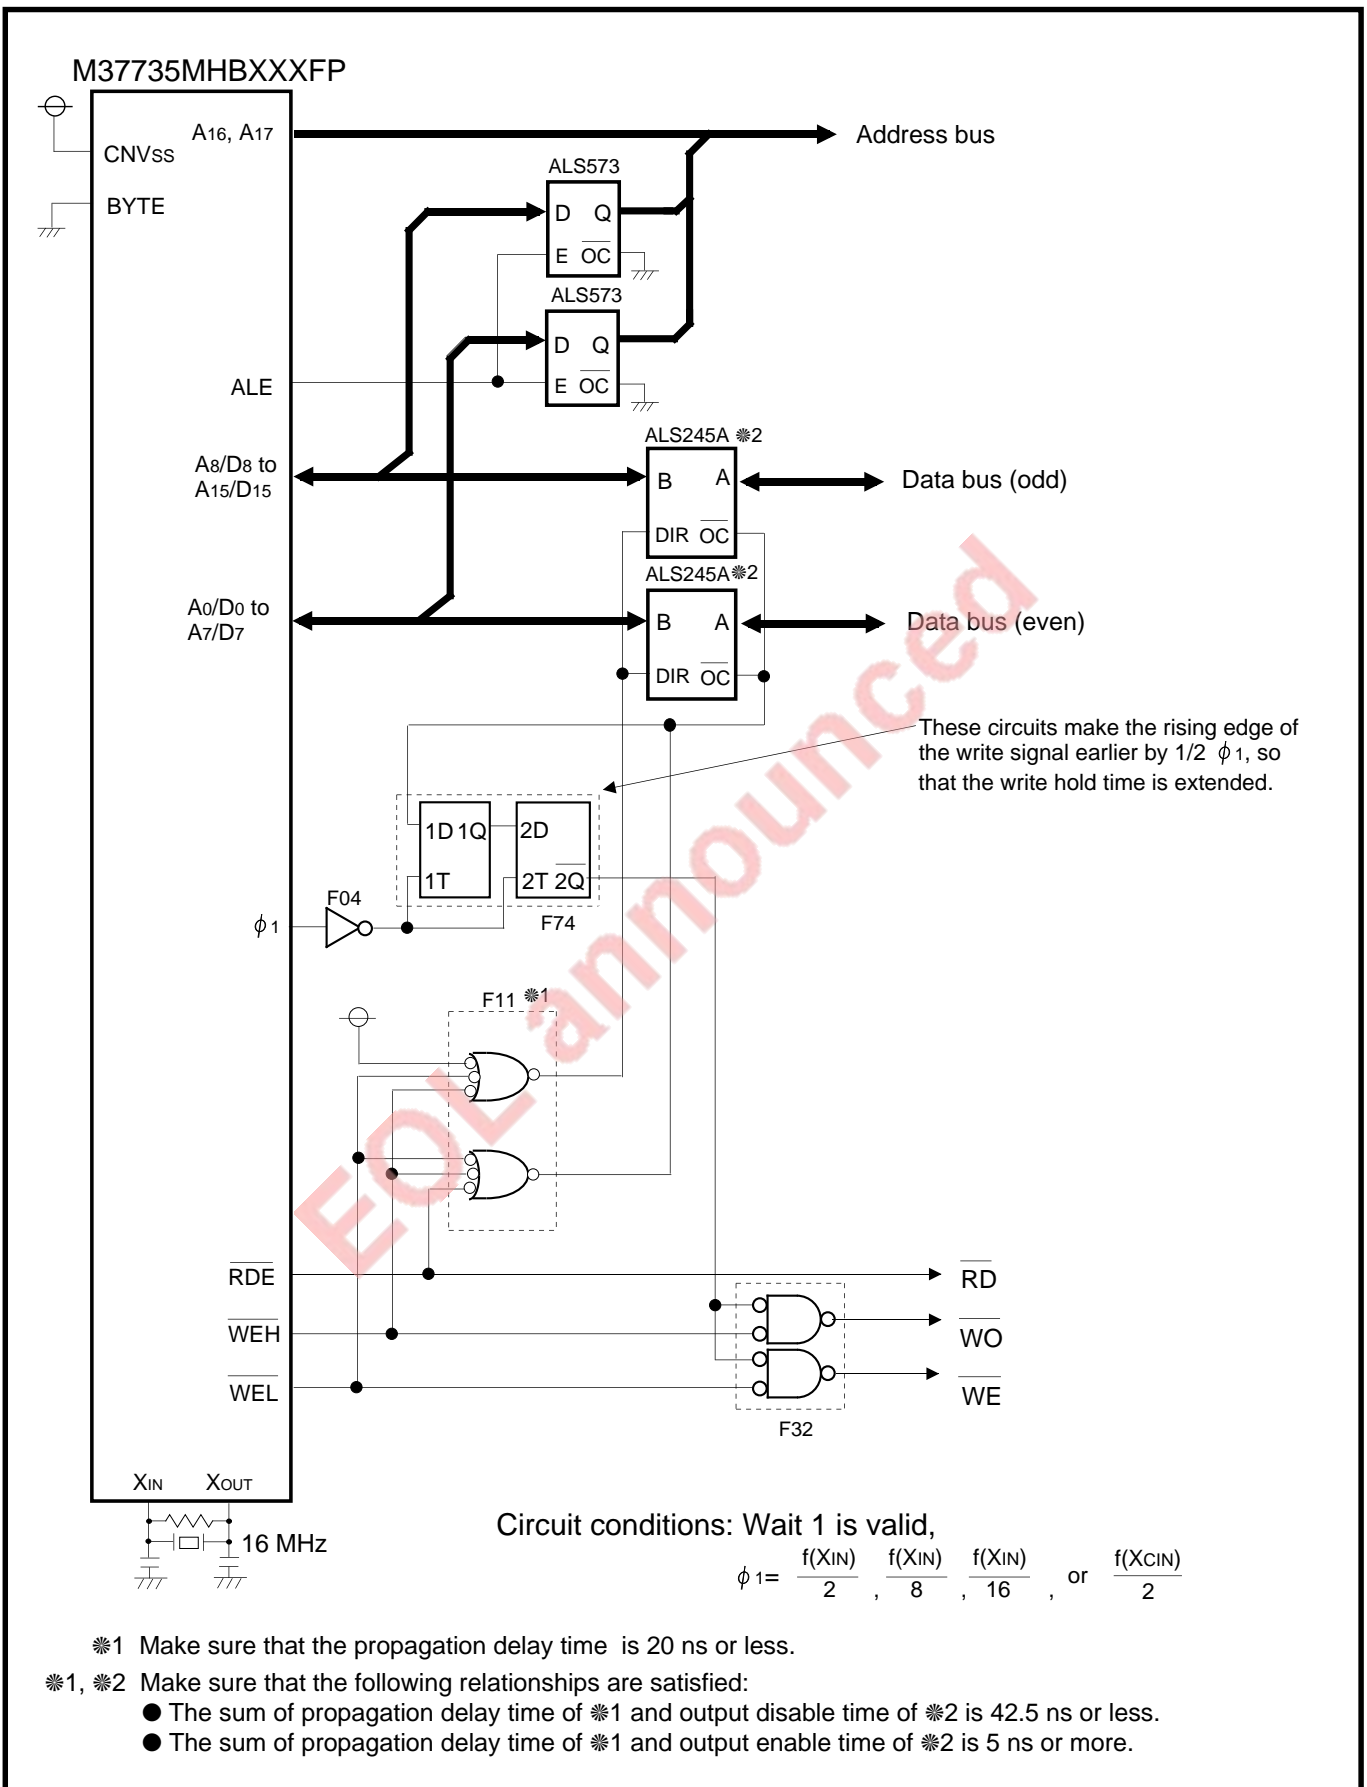 M37735MHBXXXFP
A16, A17
Address bus
CNVSS
ALS573
BYTE
D Q
E OC
ALS573
D Q
ALE
E OC
ALS245A ※2
A8/D8 to
A15/D15
B A
Data bus (odd)
DIR OC
ALS245A※2
A0/D0 to
A7/D7
B A
Data bus (even)
DIR OC
These circuits make the rising edge of
the write signal earlier by 1/2 ϕ1, so
that the write hold time is extended.
1D 1Q
2D
1T
2T 2Q
F04
F74
ϕ1
F11 ※1
EOL announced
RDE
RD
WEH
WO
WEL
WE
F32
XIN XOUT
16 MHz
Circuit conditions: Wait 1 is valid,
ϕ1= f(XIN)/2 , f(XIN)/8 , f(XIN)/16 , or f(XCIN)/2
※1 Make sure that the propagation delay time is 20 ns or less.
※1, ※2 Make sure that the following relationships are satisfied:
● The sum of propagation delay time of ※1 and output disable time of ※2 is 42.5 ns or less.
● The sum of propagation delay time of ※1 and output enable time of ※2 is 5 ns or more.